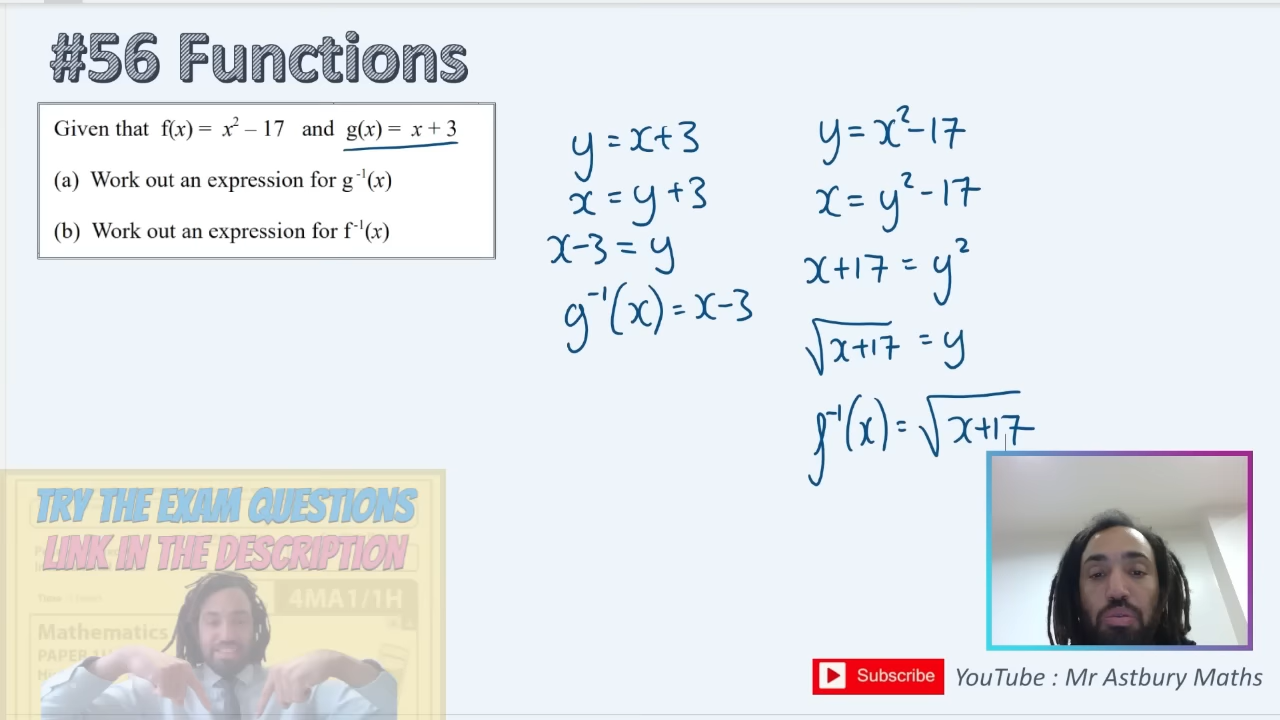 #56 Functions
Given that f(x) = x² – 17 and g(x) = x + 3
(a) Work out an expression for g⁻¹(x)
(b) Work out an expression for f⁻¹(x)
y = x+3
x = y+3
x-3 = y
g⁻¹(x) = x-3
y = x²-17
x = y²-17
x+17 = y²
√x+17 = y
f⁻¹(x) = √x+17
TRY THE EXAM QUESTIONS
LINK IN THE DESCRIPTION
4MA1/1H
Mathematics
Subscribe
YouTube : Mr Astbury Maths